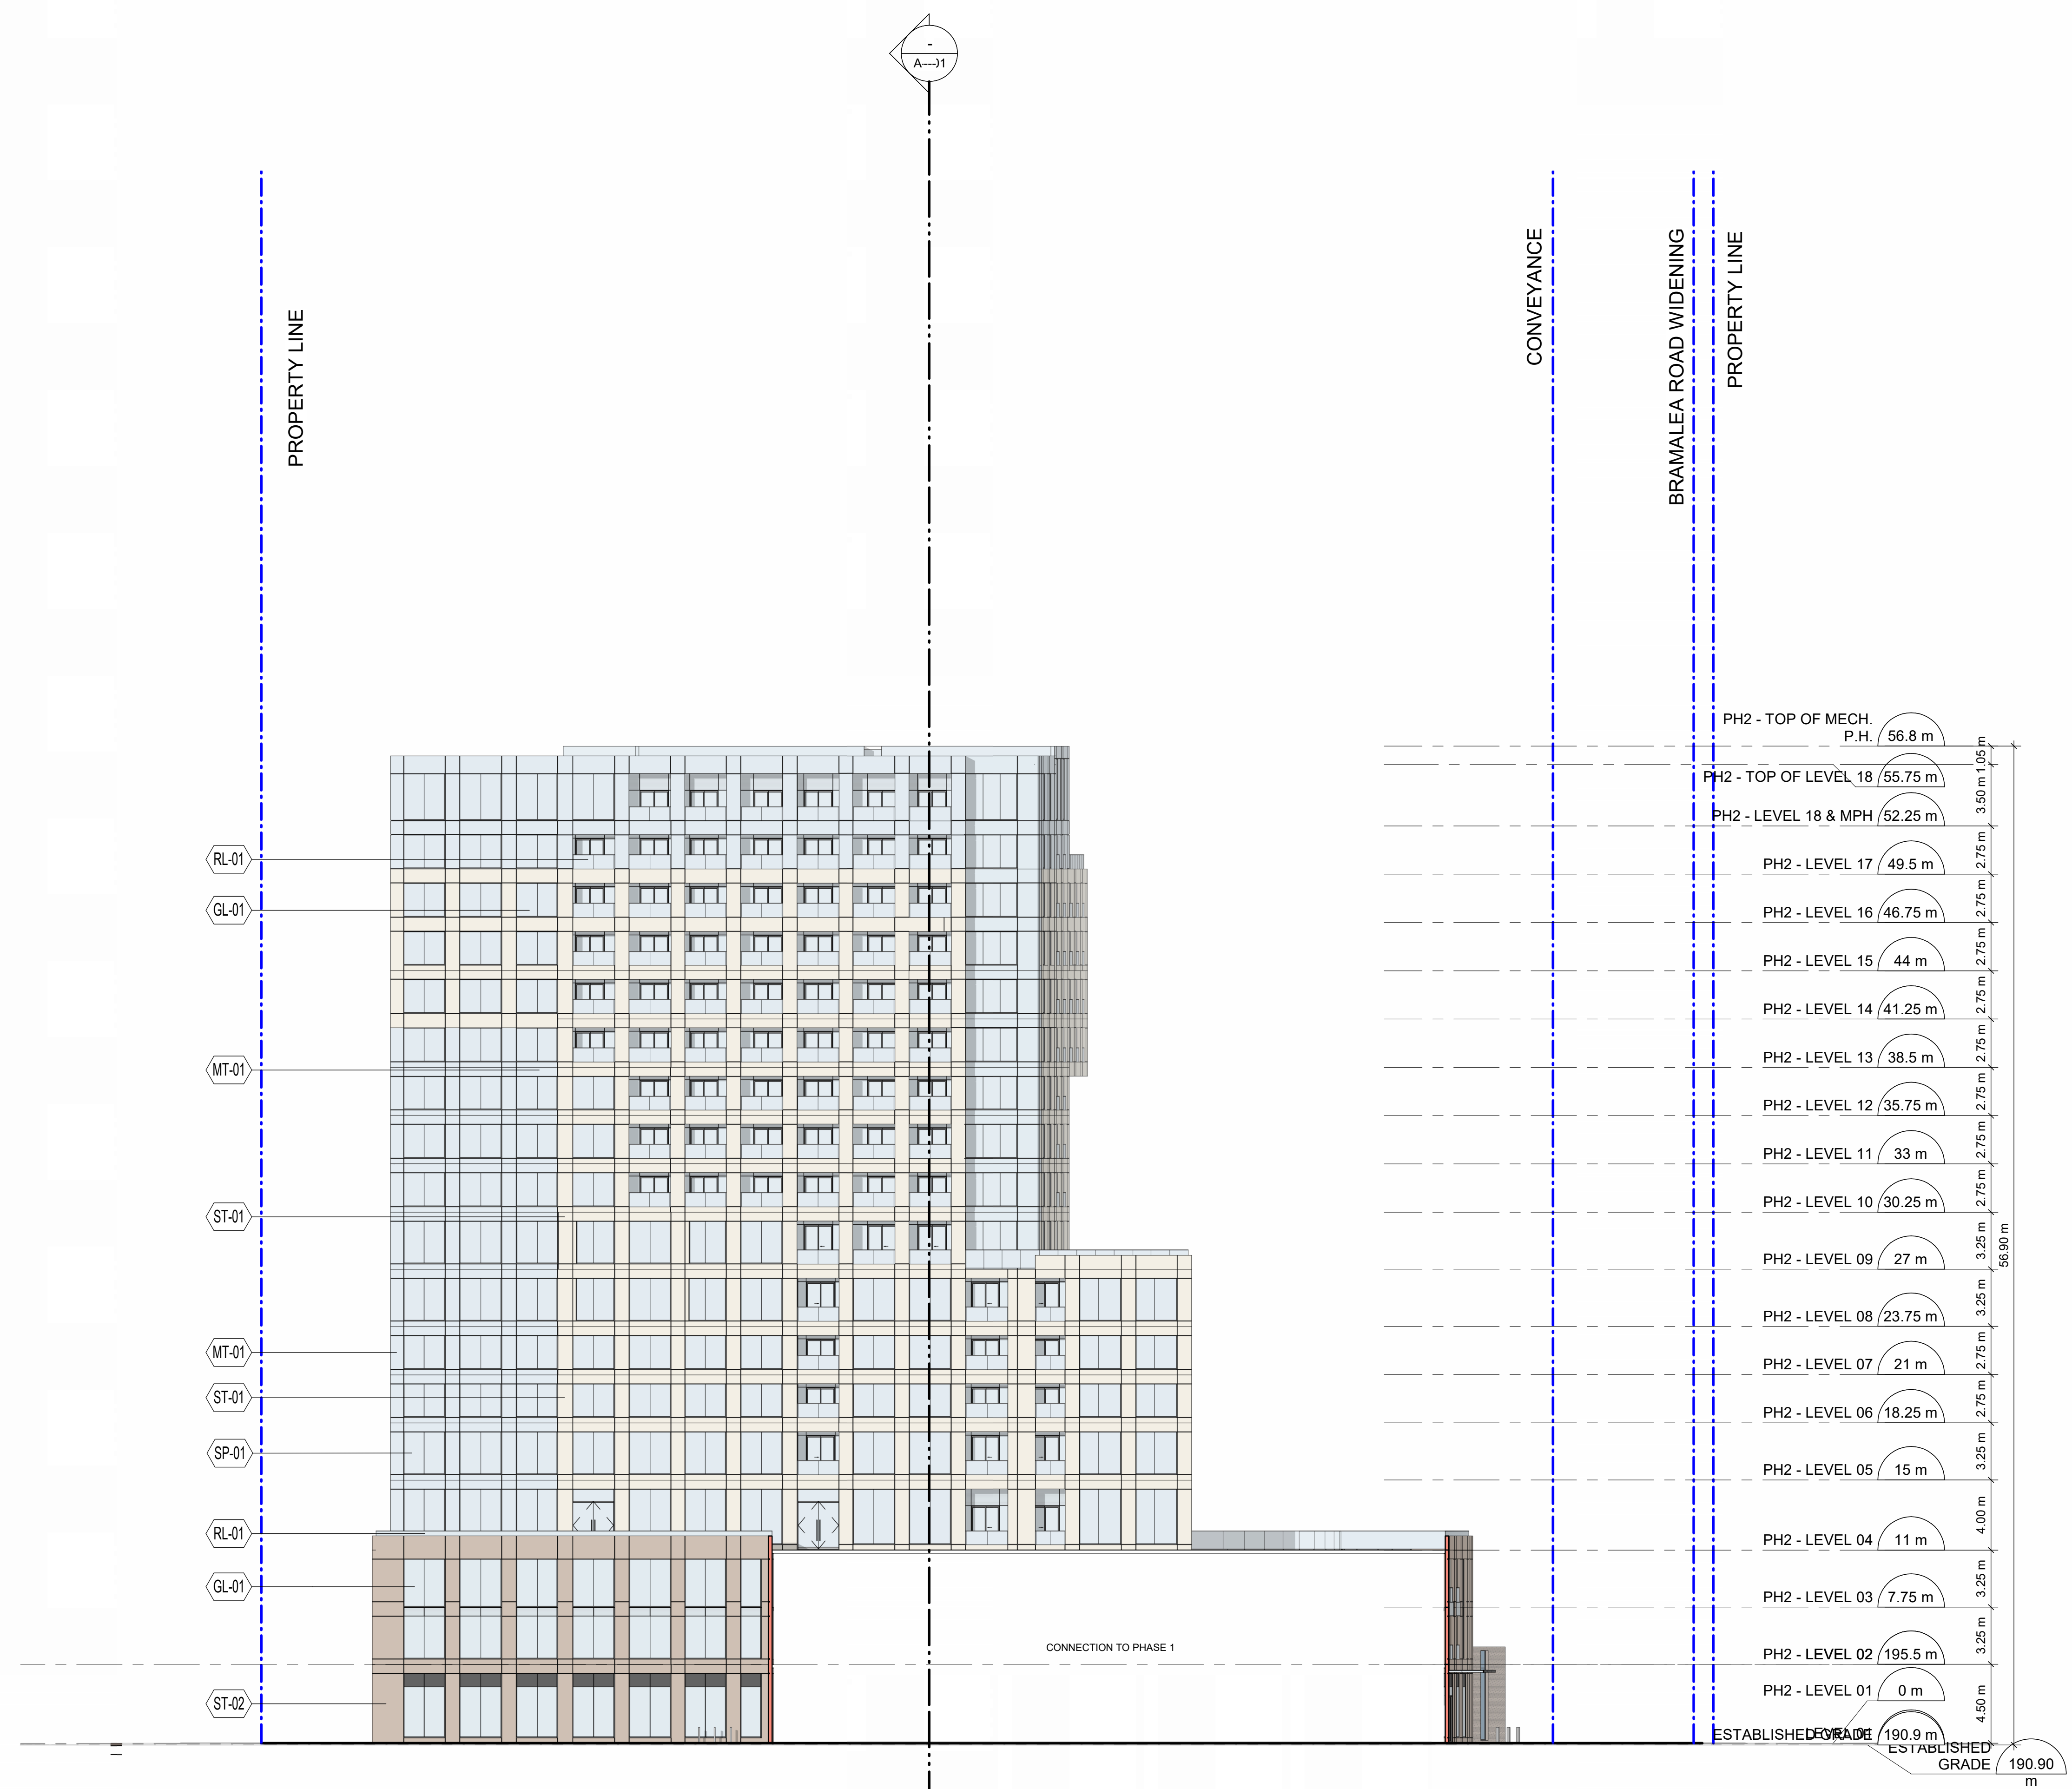 -
A----01
PROPERTY LINE
CONVEYANCE
BRAMALEA ROAD WIDENING
PROPERTY LINE
PH2 - TOP OF MECH.
P.H.
56.8 m
1.05 m
PH2 - TOP OF LEVEL 18
55.75 m
3.50 m
PH2 - LEVEL 18 & MPH
52.25 m
2.75 m
RL-01
PH2 - LEVEL 17
49.5 m
2.75 m
GL-01
PH2 - LEVEL 16
46.75 m
2.75 m
PH2 - LEVEL 15
44 m
2.75 m
PH2 - LEVEL 14
41.25 m
2.75 m
MT-01
PH2 - LEVEL 13
38.5 m
2.75 m
PH2 - LEVEL 12
35.75 m
2.75 m
PH2 - LEVEL 11
33 m
2.75 m
ST-01
PH2 - LEVEL 10
30.25 m
3.25 m
56.90 m
PH2 - LEVEL 09
27 m
3.25 m
PH2 - LEVEL 08
23.75 m
2.75 m
MT-01
PH2 - LEVEL 07
21 m
2.75 m
ST-01
PH2 - LEVEL 06
18.25 m
3.25 m
SP-01
PH2 - LEVEL 05
15 m
4.00 m
RL-01
PH2 - LEVEL 04
11 m
3.25 m
GL-01
PH2 - LEVEL 03
7.75 m
3.25 m
CONNECTION TO PHASE 1
PH2 - LEVEL 02
195.5 m
ST-02
PH2 - LEVEL 01
0 m
4.50 m
ESTABLISHED GRADE
LEVEL 01
190.9 m
ESTABLISHED
GRADE
190.90
m